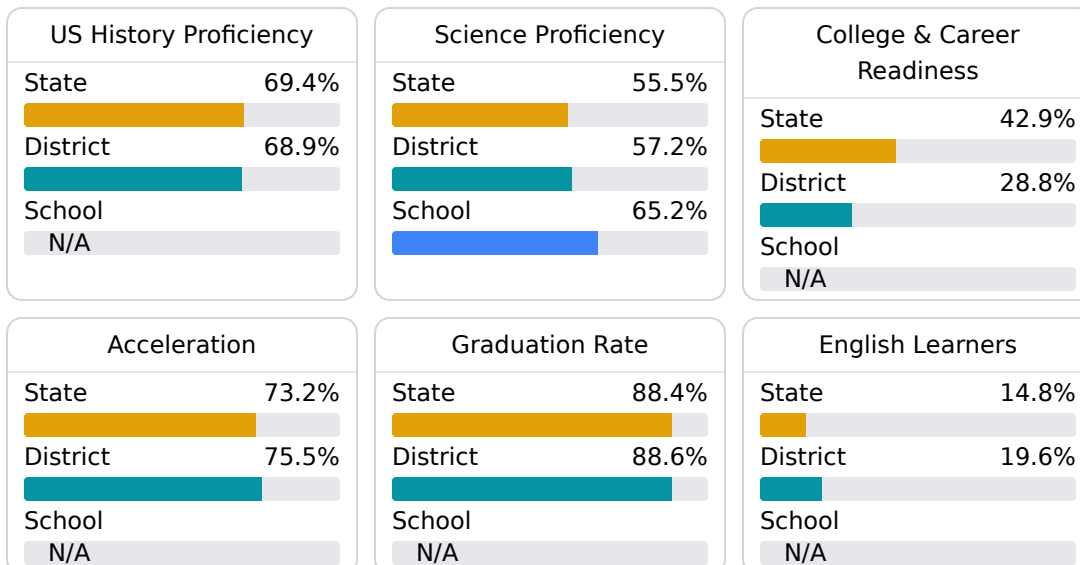 US History Proficiency
State 69.4%
District 68.9%
School
N/A
Science Proficiency
State 55.5%
District 57.2%
School 65.2%
College & Career
Readiness
State 42.9%
District 28.8%
School
N/A
Acceleration
State 73.2%
District 75.5%
School
N/A
Graduation Rate
State 88.4%
District 88.6%
School
N/A
English Learners
State 14.8%
District 19.6%
School
N/A